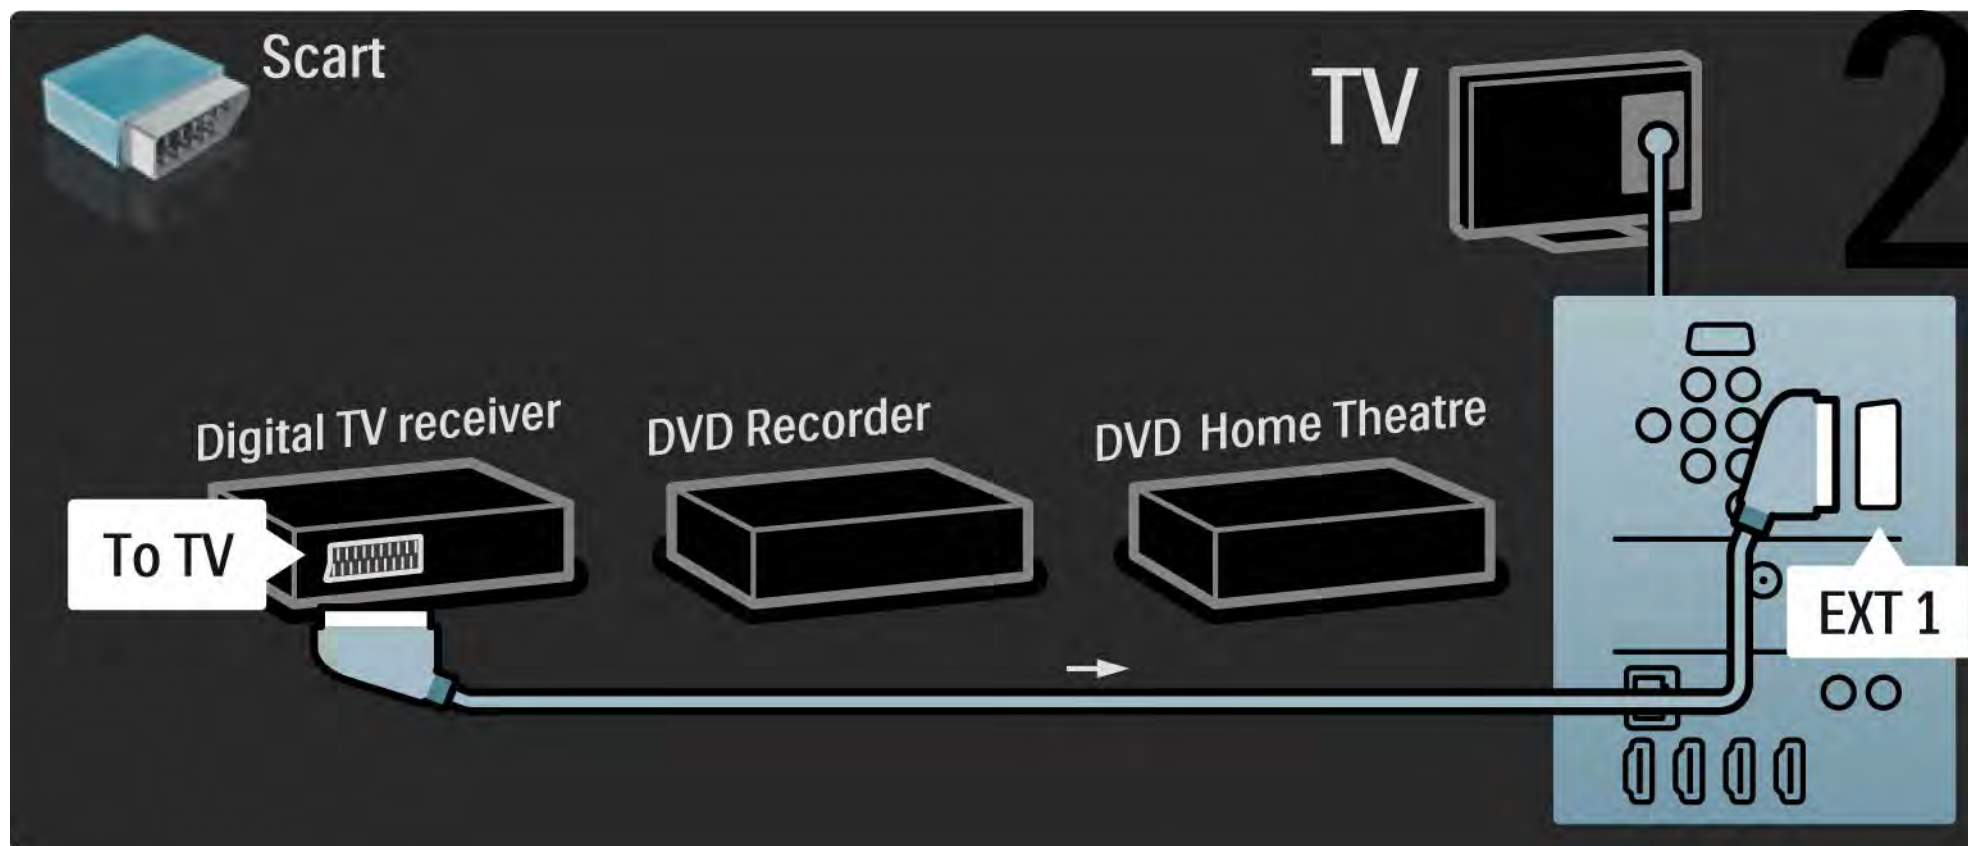 Scart
TV
2
Digital TV receiver
DVD Recorder
DVD Home Theatre
To TV
EXT 1